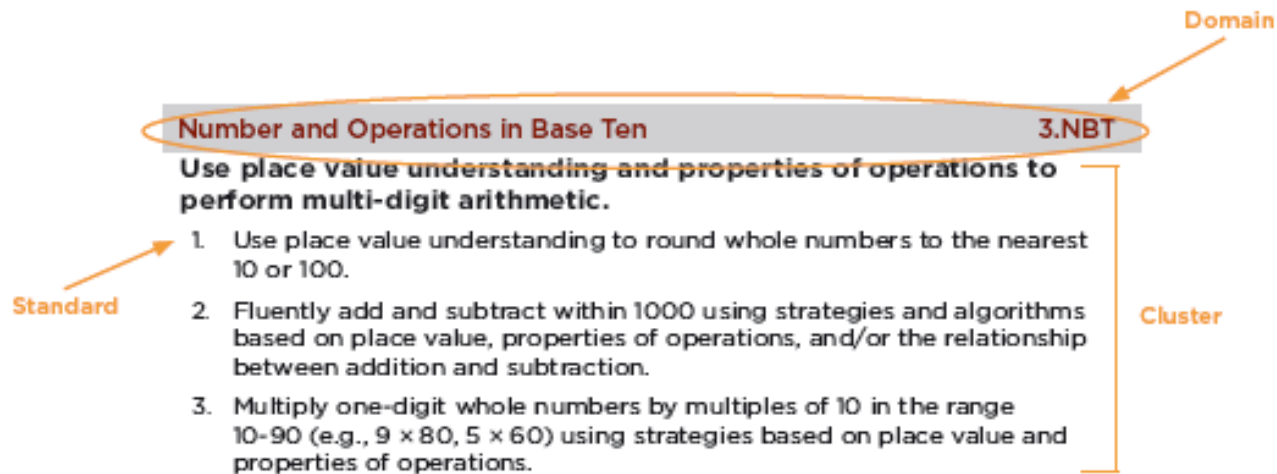 Domain
Number and Operations in Base Ten 3.NBT
Use place value understanding and properties of operations to
perform multi-digit arithmetic.
1. Use place value understanding to round whole numbers to the nearest
10 or 100.
Standard
2. Fluently add and subtract within 1000 using strategies and algorithms
based on place value, properties of operations, and/or the relationship
between addition and subtraction.
Cluster
3. Multiply one-digit whole numbers by multiples of 10 in the range
10-90 (e.g., 9 × 80, 5 × 60) using strategies based on place value and
properties of operations.